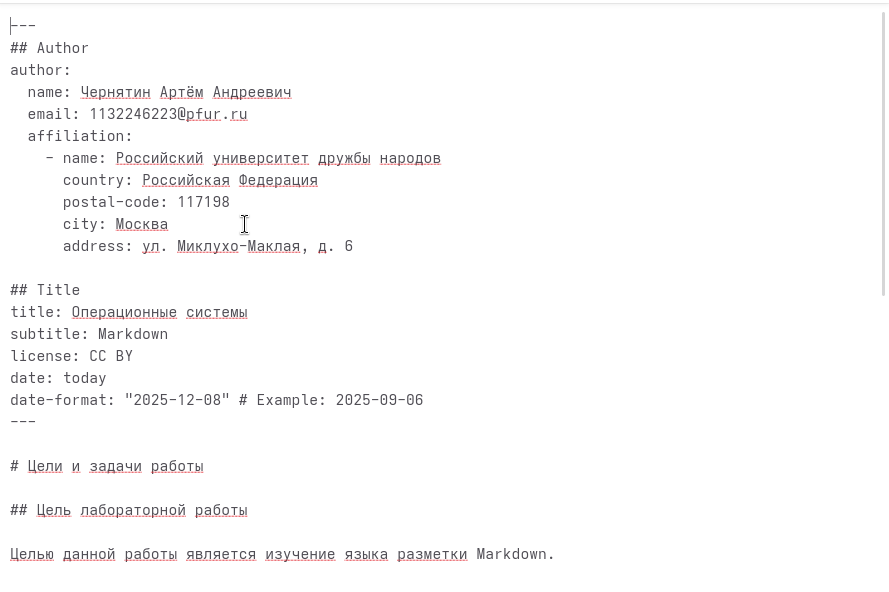 ---
## Author
author:
  name: Чернятин Артём Андреевич
  email: 1132246223@pfur.ru
  affiliation:
    - name: Российский университет дружбы народов
      country: Российская Федерация
      postal-code: 117198
      city: Москва
      address: ул. Миклухо-Маклая, д. 6

## Title
title: Операционные системы
subtitle: Markdown
license: CC BY
date: today
date-format: "2025-12-08" # Example: 2025-09-06
---

# Цели и задачи работы

## Цель лабораторной работы

Целью данной работы является изучение языка разметки Markdown.